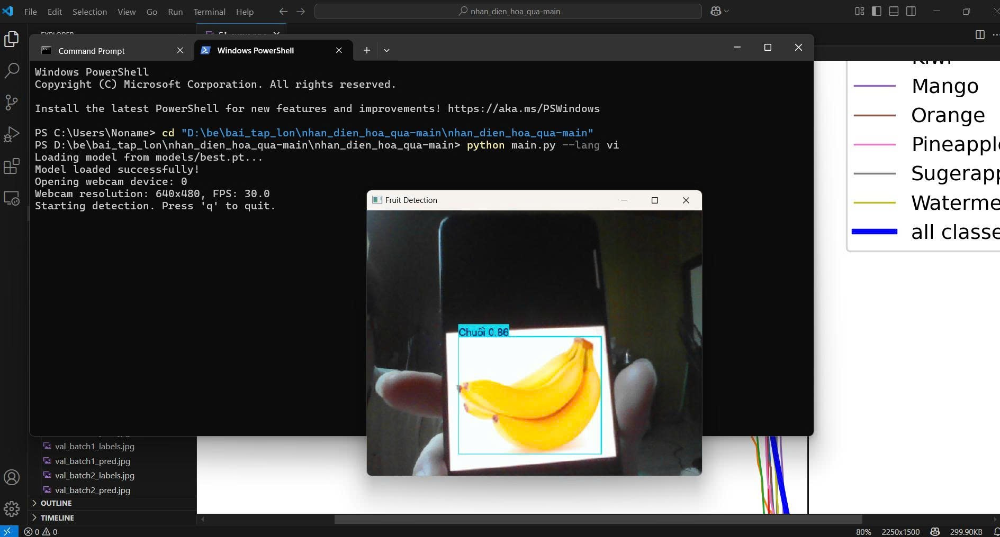 File Edit Selection View Go Run Terminal Help
nhan_dien_hoa_qua-main
Command Prompt
Windows PowerShell
Windows PowerShell
Copyright (C) Microsoft Corporation. All rights reserved.
Install the latest PowerShell for new features and improvements! https://aka.ms/PSWindows
PS C:\Users\Noname> cd "D:\be\bai_tap_lon\nhan_dien_hoa_qua-main\nhan_dien_hoa_qua-main"
PS D:\be\bai_tap_lon\nhan_dien_hoa_qua-main\nhan_dien_hoa_qua-main> python main.py --lang vi
Loading model from models/best.pt...
Model loaded successfully!
Opening webcam device: 0
Webcam resolution: 640x480, FPS: 30.0
Starting detection. Press 'q' to quit.
Fruit Detection
Chuối 0.86
Mango
Orange
Pineapple
Sugerapp
Waterme
all classe
val_batch1_labels.jpg
val_batch1_pred.jpg
val_batch2_labels.jpg
val_batch2_pred.jpg
OUTLINE
TIMELINE
0 0
80% 2250x1500 299.90KB